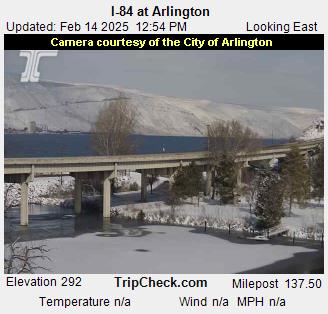 I-84 at Arlington
Updated: Feb 14 2025 12:54 PM Looking East
Camera courtesy of the City of Arlington
Elevation 292 TripCheck.com Milepost 137.50
Temperature n/a Wind n/a MPH n/a